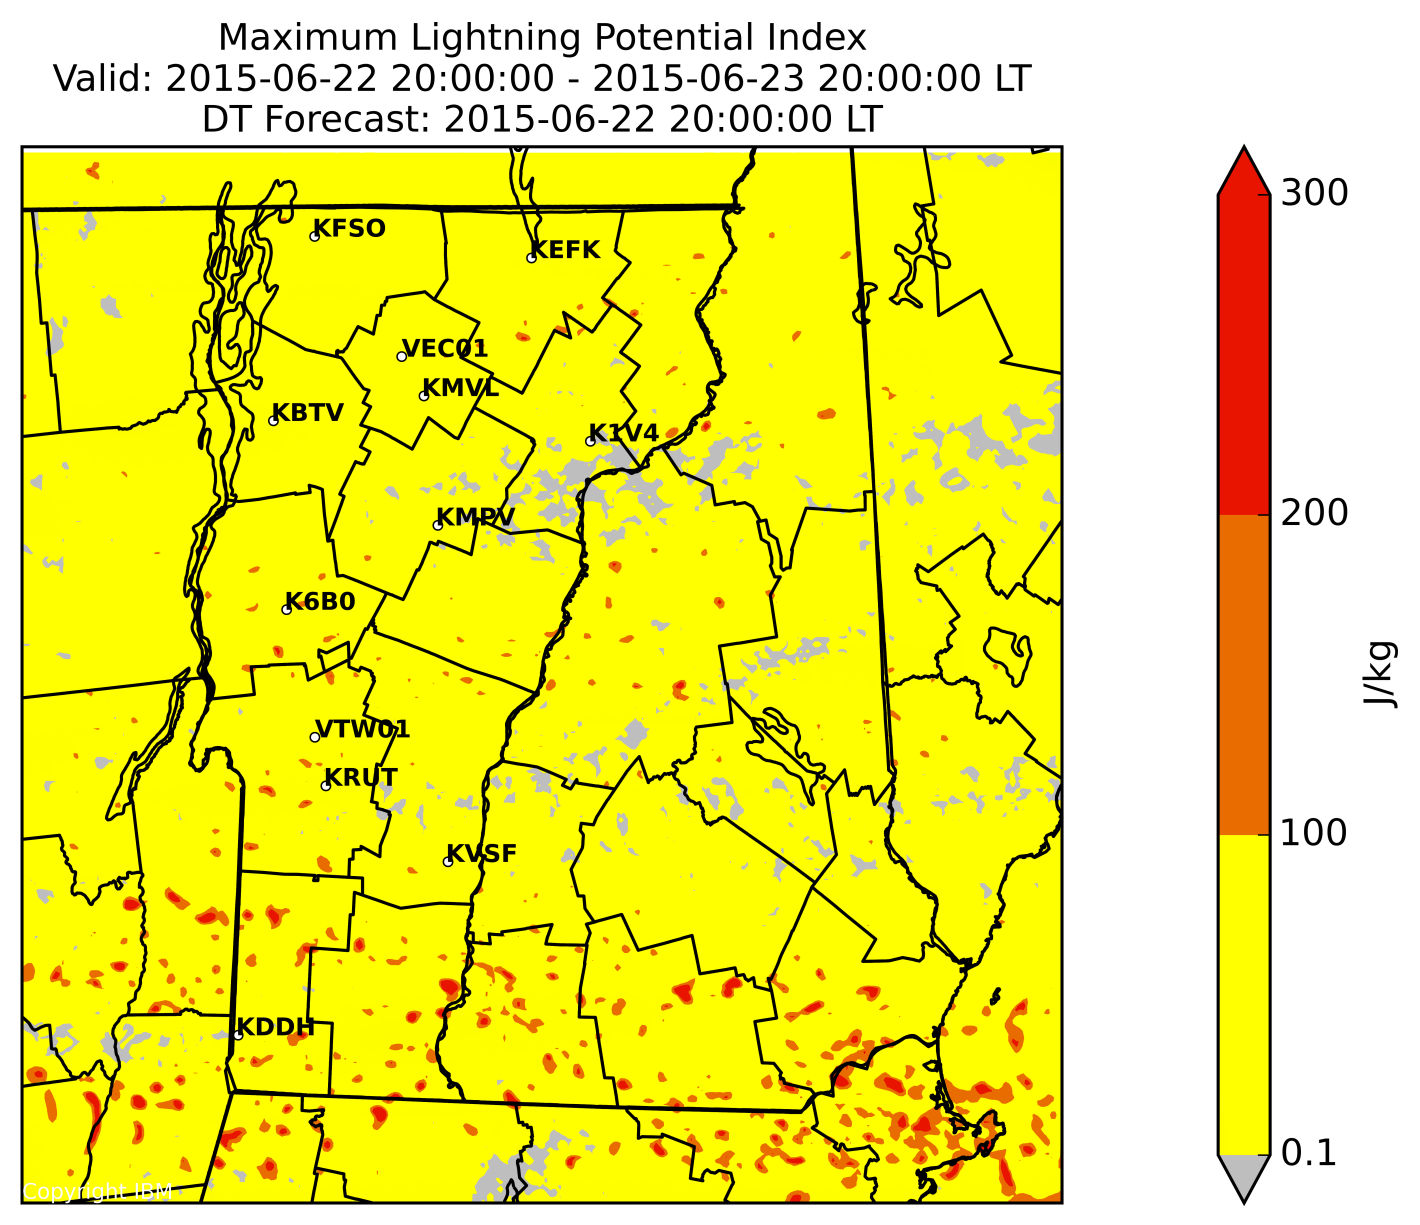 Maximum Lightning Potential Index
Valid: 2015-06-22 20:00:00 - 2015-06-23 20:00:00 LT
DT Forecast: 2015-06-22 20:00:00 LT
300
200
100
0.1
J/kg
KFSO
KEFK
VEC01
KMVL
KBTV
K1V4
KMPV
K6B0
VTW01
KRUT
KVSF
KDDH
Copyright IBM